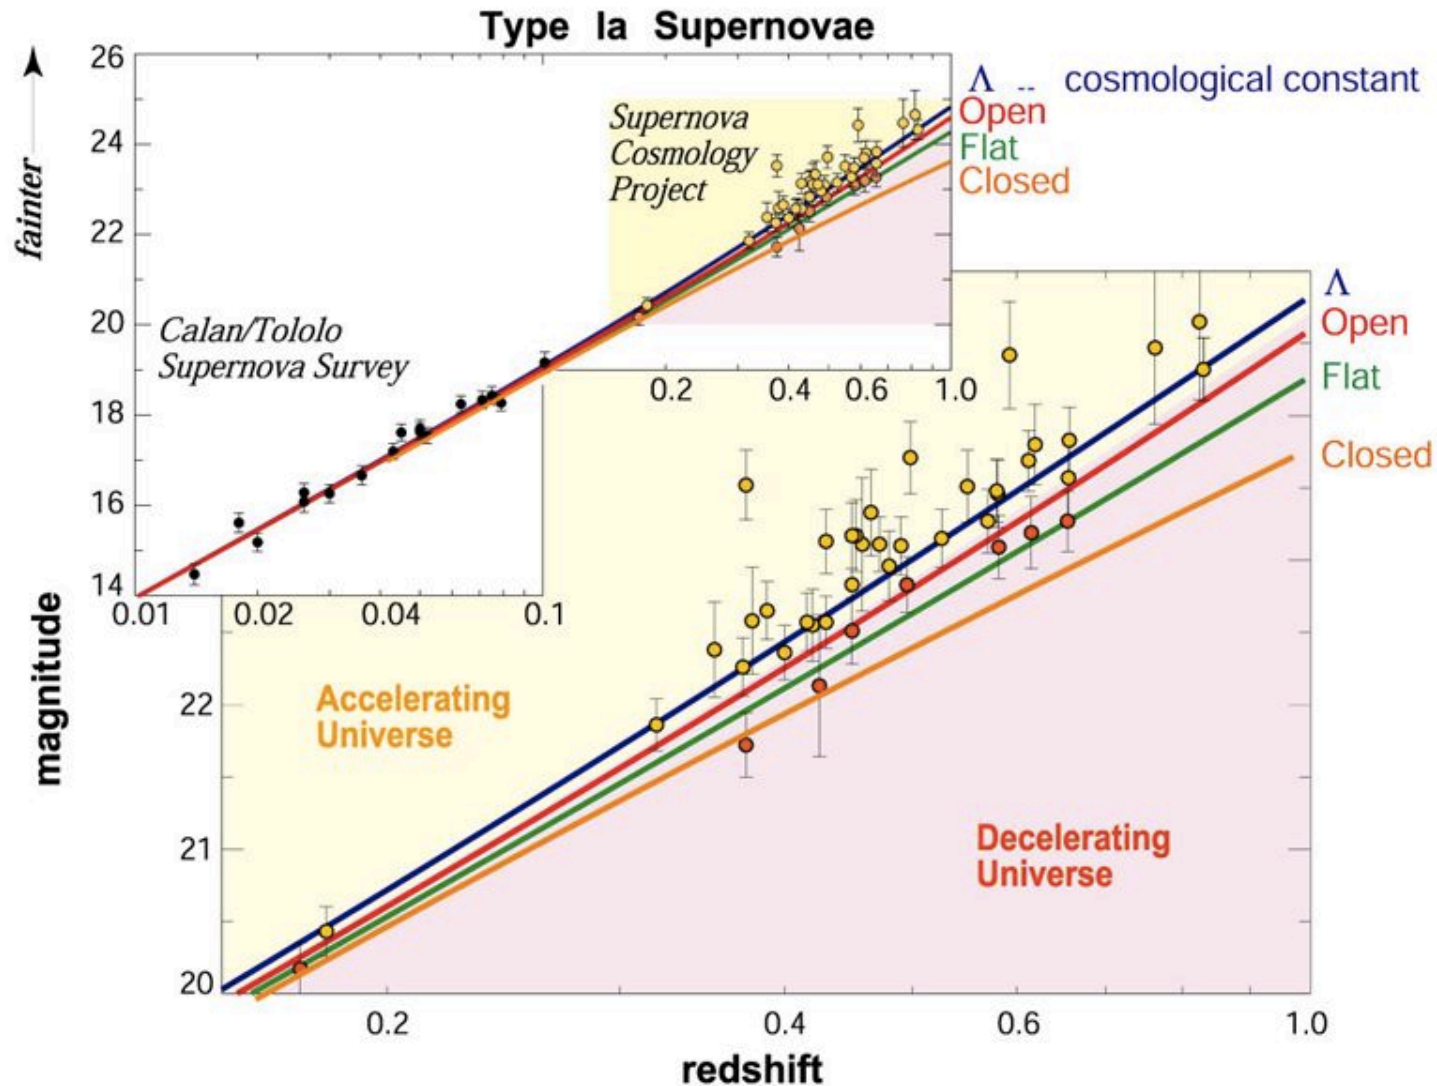 Type Ia Supernovae
26
Λ -- cosmological constant
Open
Flat
Closed
fainter
24
22
20
18
16
14
Supernova
Cosmology
Project
Calan/Tololo
Supernova Survey
0.2
0.4
0.6
1.0
0.01
0.02
0.04
0.1
Λ
Open
Flat
Closed
magnitude
22
21
20
Accelerating
Universe
Decelerating
Universe
0.2
0.4
0.6
1.0
redshift